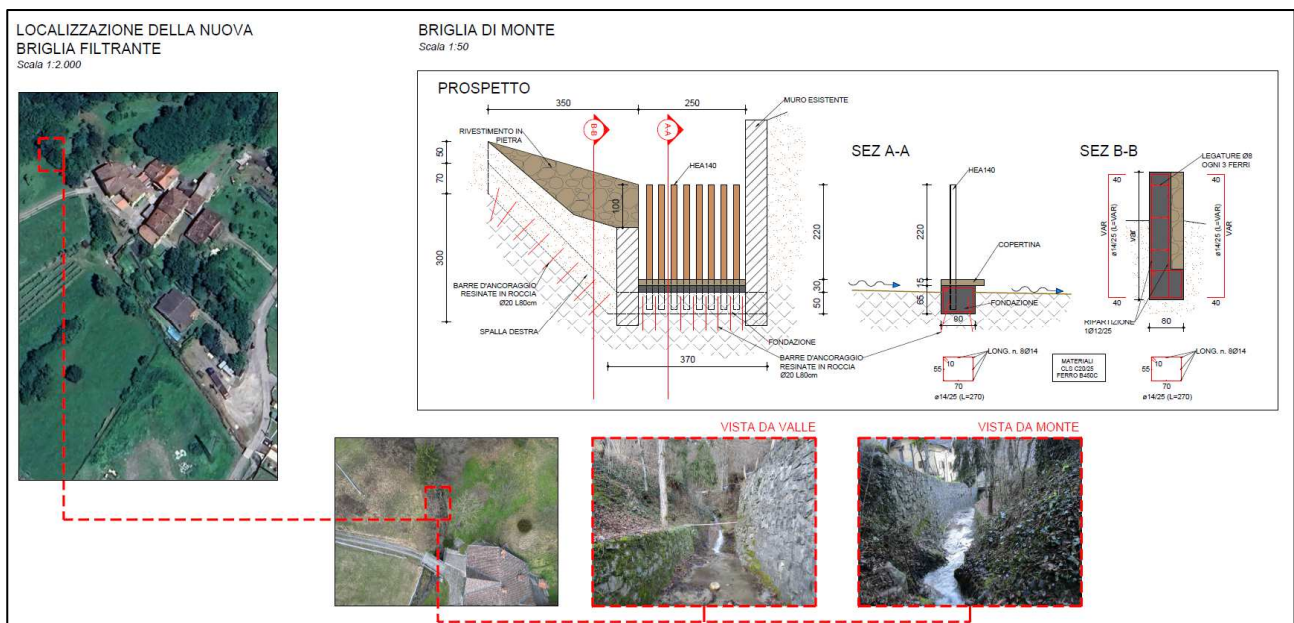 LOCALIZZAZIONE DELLA NUOVA
BRIGLIA FILTRANTE
Scala 1:2.000
BRIGLIA DI MONTE
Scala 1:50
PROSPETTO
350
250
MURO ESISTENTE
RIVESTIMENTO IN
PIETRA
B-B
A-A
HEA140
50
70
300
100
220
30
50
BARRE D'ANCORAGGIO
RESINATE IN ROCCIA
Ø20 L80cm
SPALLA DESTRA
FONDAZIONE
370
BARRE D'ANCORAGGIO
RESINATE IN ROCCIA
Ø20 L80cm
SEZ A-A
HEA140
220
COPERTINA
15
65
FONDAZIONE
80
LONG. n. 8Ø14
10
55
70
ø14/25 (L=270)
MATERIALI
CLS C20/25
FERRO B450C
SEZ B-B
LEGATURE Ø8
OGNI 3 FERRI
40
40
VAR
ø14/25 (L=VAR)
var
ø14/25 (L=VAR)
VAR
40
40
RIPARTIZIONE
1Ø12/25
80
LONG. n. 8Ø14
10
55
70
ø14/25 (L=270)
VISTA DA VALLE
VISTA DA MONTE